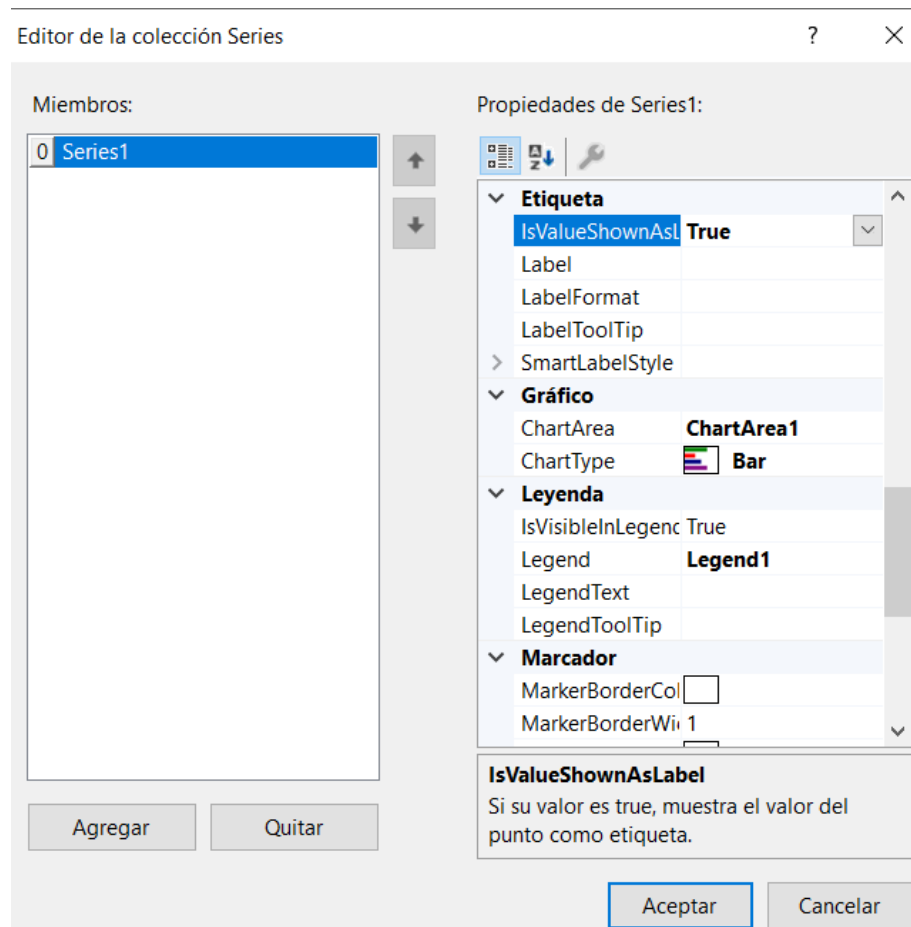 Editor de la colección Series ? ×
Miembros:
0 Series1
Agregar Quitar
Propiedades de Series1:
Etiqueta
IsValueShownAsL True
Label
LabelFormat
LabelToolTip
SmartLabelStyle
Gráfico
ChartArea ChartArea1
ChartType Bar
Leyenda
IsVisibleInLegend True
Legend Legend1
LegendText
LegendToolTip
Marcador
MarkerBorderCol
MarkerBorderWi 1
IsValueShownAsLabel
Si su valor es true, muestra el valor del
punto como etiqueta.
Aceptar Cancelar